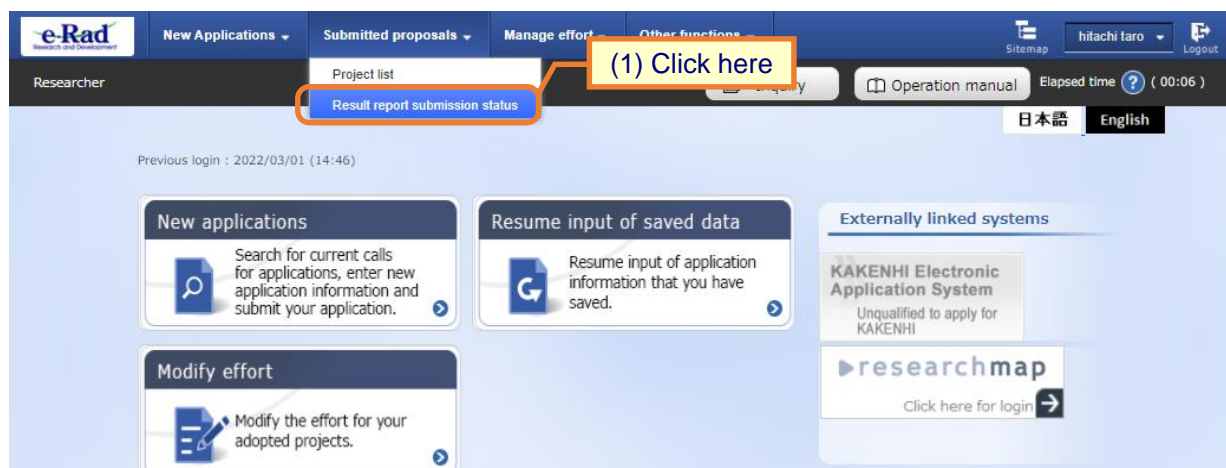 e-Rad
Research and Development
New Applications
Submitted proposals
Manage effort
Other functions
Sitemap
hitachi taro
Logout
Researcher
Project list
Result report submission status
(1) Click here
Operation manual
Elapsed time ? ( 00:06 )
日本語
English
Previous login : 2022/03/01 (14:46)
New applications
Search for current calls
for applications, enter new
application information and
submit your application.
Resume input of saved data
Resume input of application
information that you have
saved.
Modify effort
Modify the effort for your
adopted projects.
Externally linked systems
KAKENHI Electronic
Application System
Unqualified to apply for
KAKENHI
researchmap
Click here for login